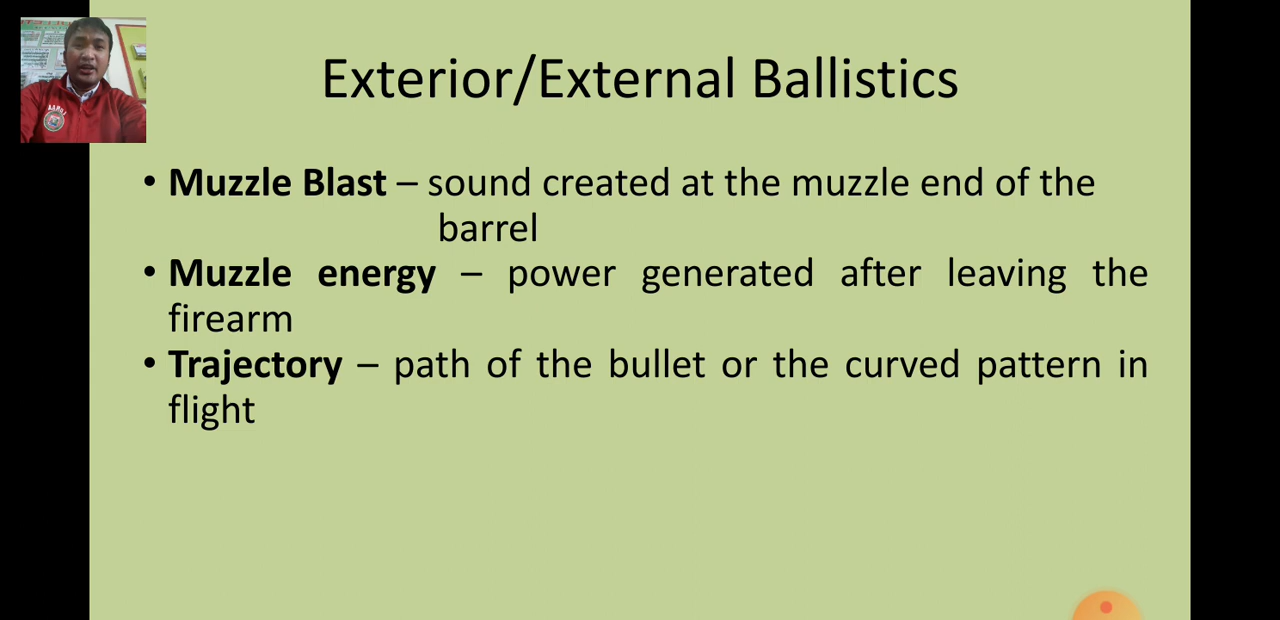 Exterior/External Ballistics
• Muzzle Blast – sound created at the muzzle end of the
barrel
• Muzzle energy – power generated after leaving the
firearm
• Trajectory – path of the bullet or the curved pattern in
flight